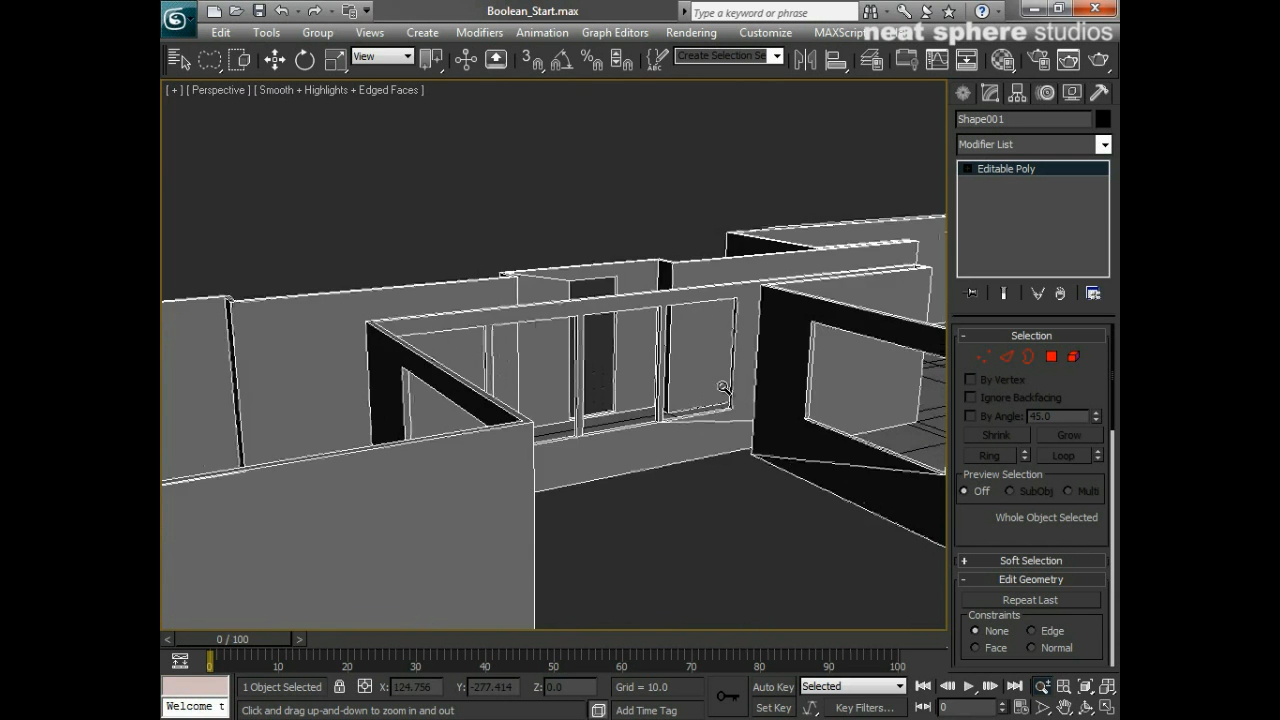 Boolean_Start.max
Type a keyword or phrase
Edit Tools Group Views Create Modifiers Animation Graph Editors Rendering Customize MAXScri
neat sphere studios
View
3
ABC
Create Selection Se
[ + ] [ Perspective ] [ Smooth + Highlights + Edged Faces ]
Shape001
Modifier List
Editable Poly
Selection
By Vertex
Ignore Backfacing
By Angle: 45.0
Shrink Grow
Ring Loop
Preview Selection
Off SubObj Multi
Whole Object Selected
Soft Selection
Edit Geometry
Repeat Last
Constraints
None Edge
Face Normal
0 / 100
0 10 20 30 40 50 60 70 80 90 100
1 Object Selected X: 124.756 Y: -277.414 Z: 0.0 Grid = 10.0 Auto Key Selected
Welcome t Click and drag up-and-down to zoom in and out Add Time Tag Set Key Key Filters... 0